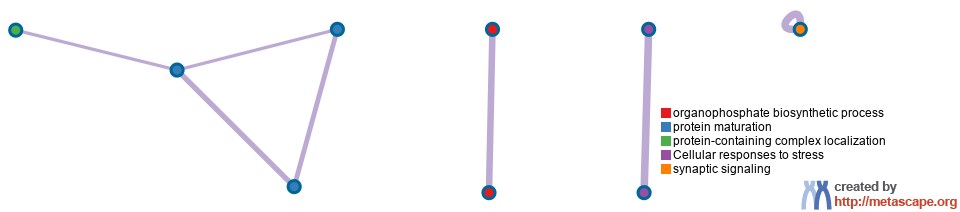 organophosphate biosynthetic process
protein maturation
protein-containing complex localization
Cellular responses to stress
synaptic signaling
created by
http://metascape.org